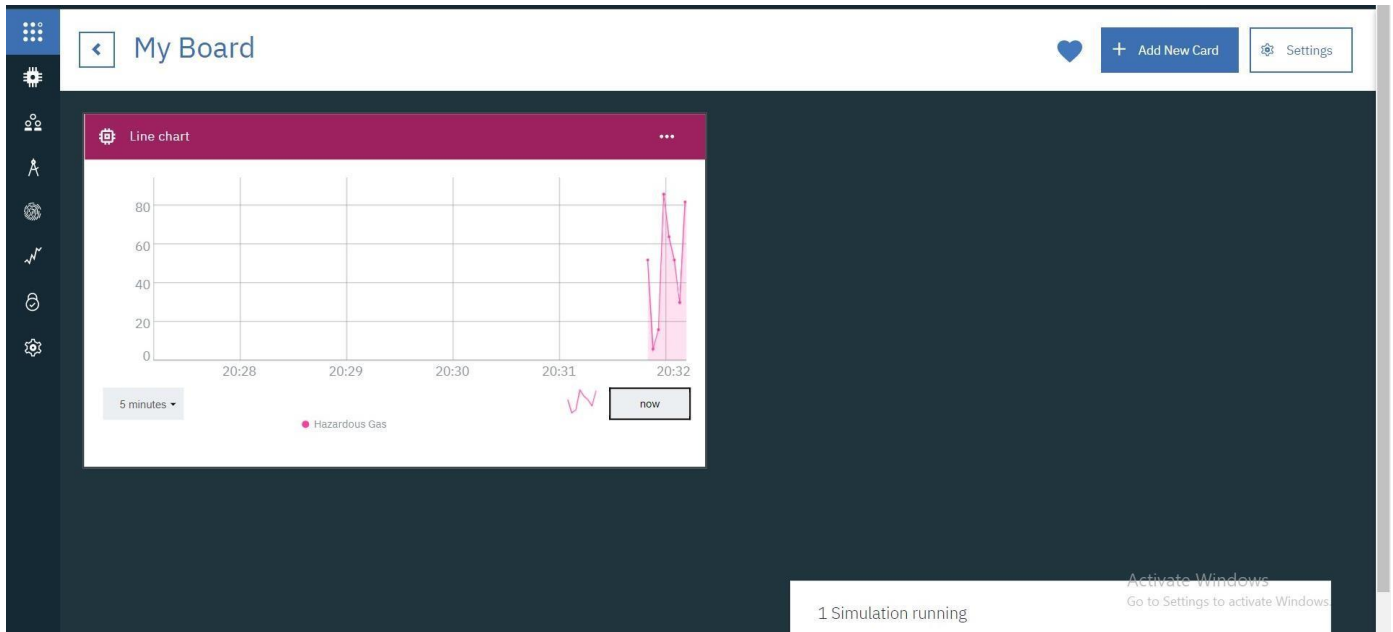 My Board
+ Add New Card
Settings
Line chart
80
60
40
20
0
20:28 20:29 20:30 20:31 20:32
5 minutes
now
Hazardous Gas
Activate Windows
Go to Settings to activate Windows.
1 Simulation running